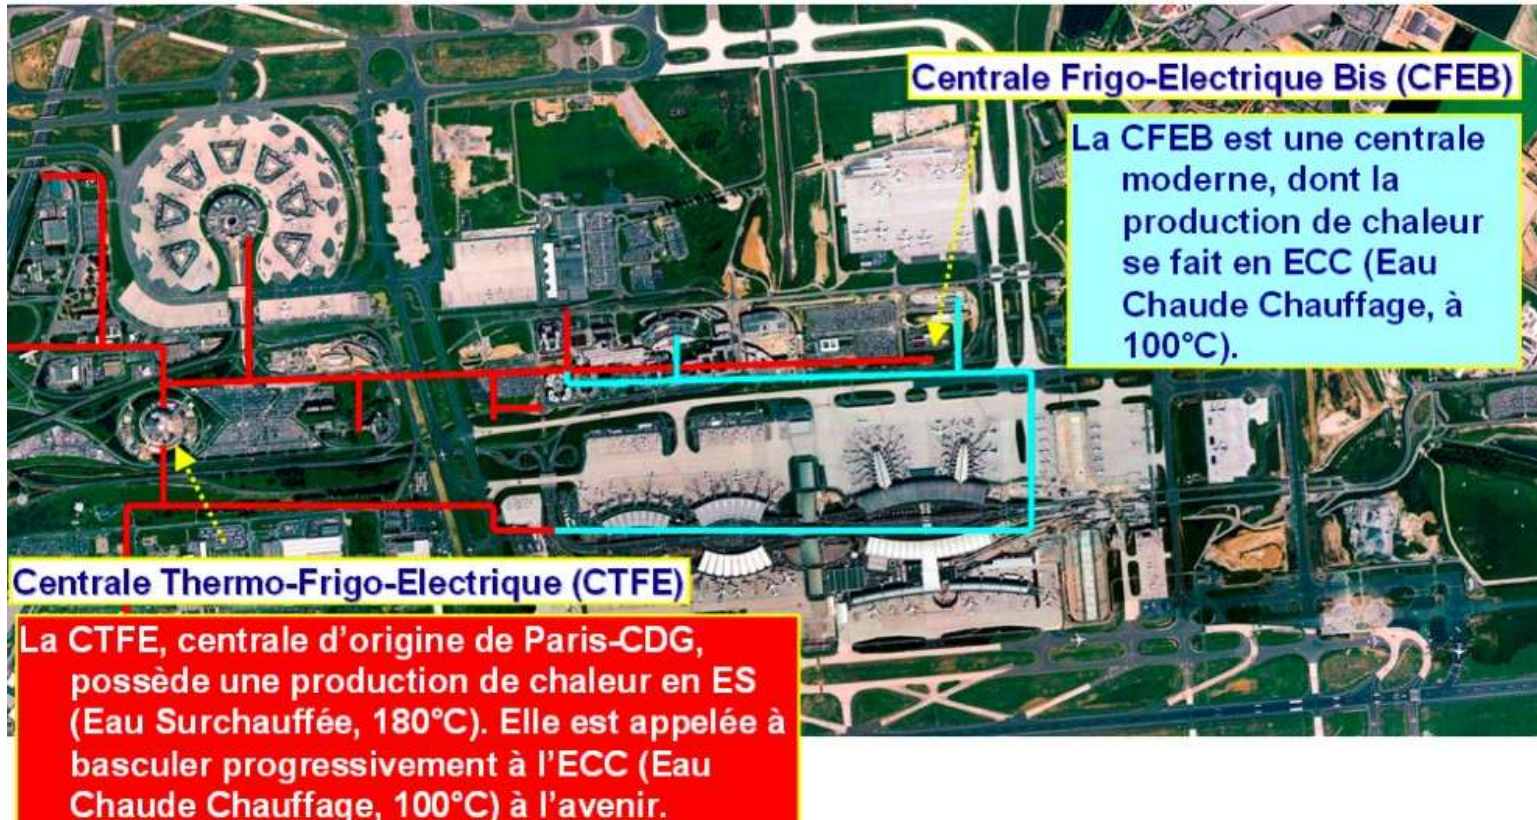 Centrale Frigo-Electrique Bis (CFEB)
La CFEB est une centrale
moderne, dont la
production de chaleur
se fait en ECC (Eau
Chaude Chauffage, à
100°C).
Centrale Thermo-Frigo-Electrique (CTFE)
La CTFE, centrale d'origine de Paris-CDG,
possède une production de chaleur en ES
(Eau Surchauffée, 180°C). Elle est appelée à
basculer progressivement à l'ECC (Eau
Chaude Chauffage, 100°C) à l'avenir.